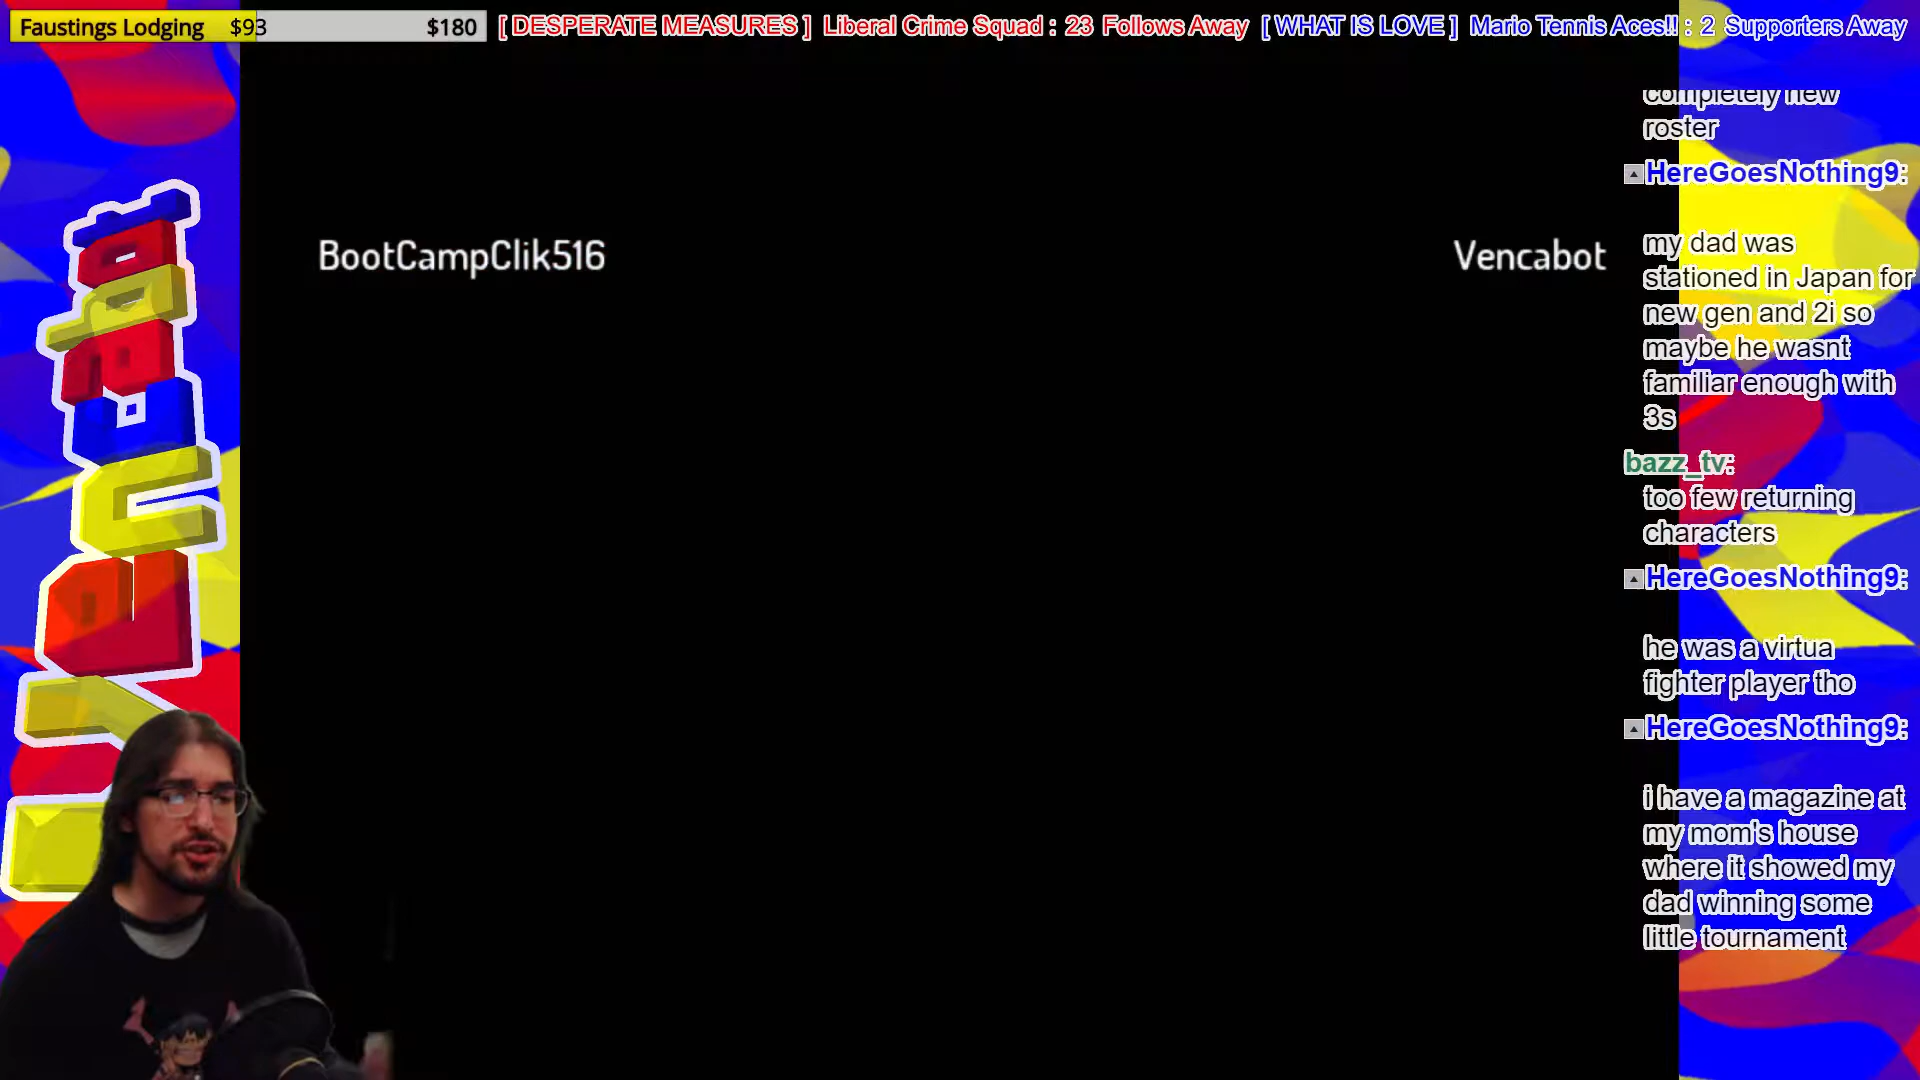 Faustings Lodging $93 $180
[ DESPERATE MEASURES ] Liberal Crime Squad : 23 Follows Away [ WHAT IS LOVE ] Mario Tennis Aces!! : 2 Supporters Away
BootCampClik516
Vencabot
completely new
roster
HereGoesNothing9:
my dad was
stationed in Japan for
new gen and 2i so
maybe he wasnt
familiar enough with
3s
bazz_tv:
too few returning
characters
HereGoesNothing9:
he was a virtua
fighter player tho
HereGoesNothing9:
i have a magazine at
my mom's house
where it showed my
dad winning some
little tournament